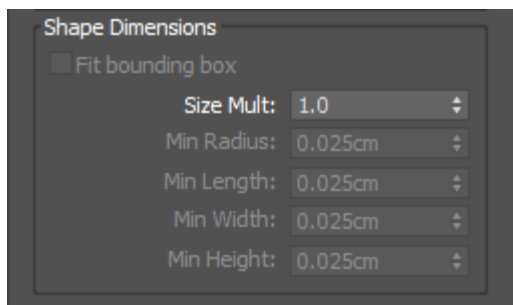 Shape Dimensions
Fit bounding box
Size Mult: 1.0
Min Radius: 0.025cm
Min Length: 0.025cm
Min Width: 0.025cm
Min Height: 0.025cm